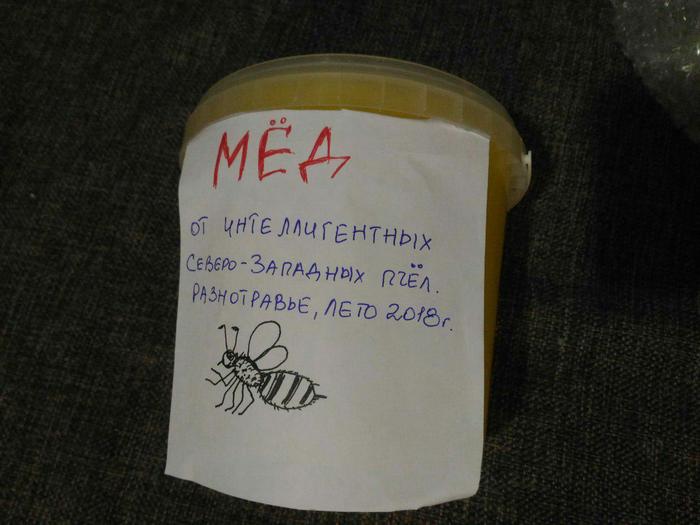 МЁД
ОТ ИНТЕЛЛИГЕНТНЫХ
СЕВЕРО-ЗАПАДНЫХ ПЧЁЛ.
РАЗНОТРАВЬЕ, ЛЕТО 2018г.